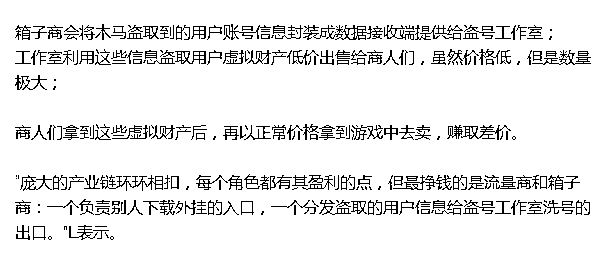 箱子商会将木马盗取到的用户账号信息封装成数据接收端提供给盗号工作室；
工作室利用这些信息盗取用户虚拟财产低价出售给商人们，虽然价格低，但是数量
极大；
商人们拿到这些虚拟财产后，再以正常价格拿到游戏中去卖，赚取差价。
"庞大的产业链环环相扣，每个角色都有其盈利的点，但最挣钱的是流量商和箱子
商：一个负责别人下载外挂的入口，一个分发盗取的用户信息给盗号工作室洗号的
出口。"L表示。